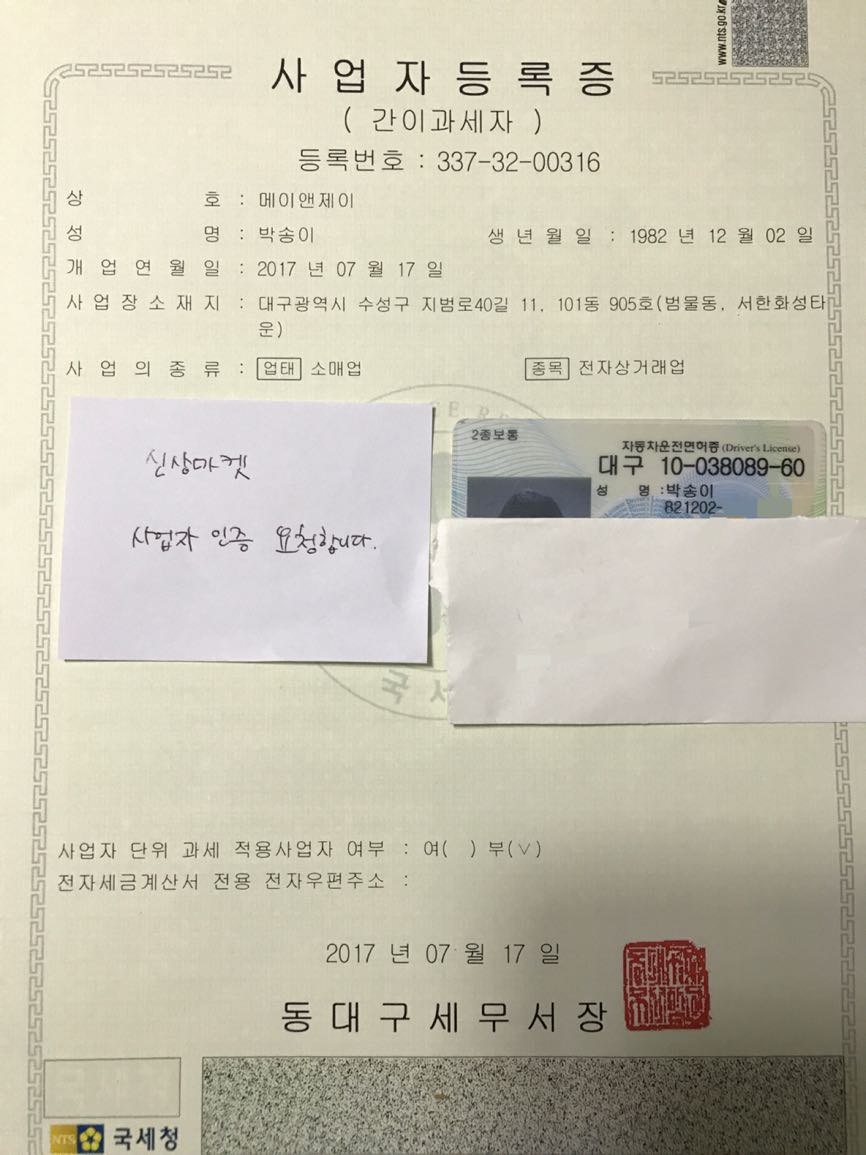 www.nts.go.kr
사업자등록증
( 간이과세자 )
등록번호 : 337-32-00316
상 호 : 메이앤제이
성 명 : 박송이 생 년 월 일 : 1982 년 12 월 02 일
개 업 연 월 일 : 2017 년 07 월 17 일
사 업 장 소 재 지 : 대구광역시 수성구 지범로40길 11, 101동 905호(범물동, 서한화성타
운)
사 업 의 종 류 : 업태 소매업 종목 전자상거래업
신상마켓
사업자 인증 요청합니다.
2종보통
자동차운전면허증 (Driver's License)
대구 10-038089-60
성 명 : 박송이
821202-
국 서
사업자 단위 과세 적용사업자 여부 : 여( ) 부(∨)
전자세금계산서 전용 전자우편주소 :
2017 년 07 월 17 일
동대구세무서장
NTS 국세청